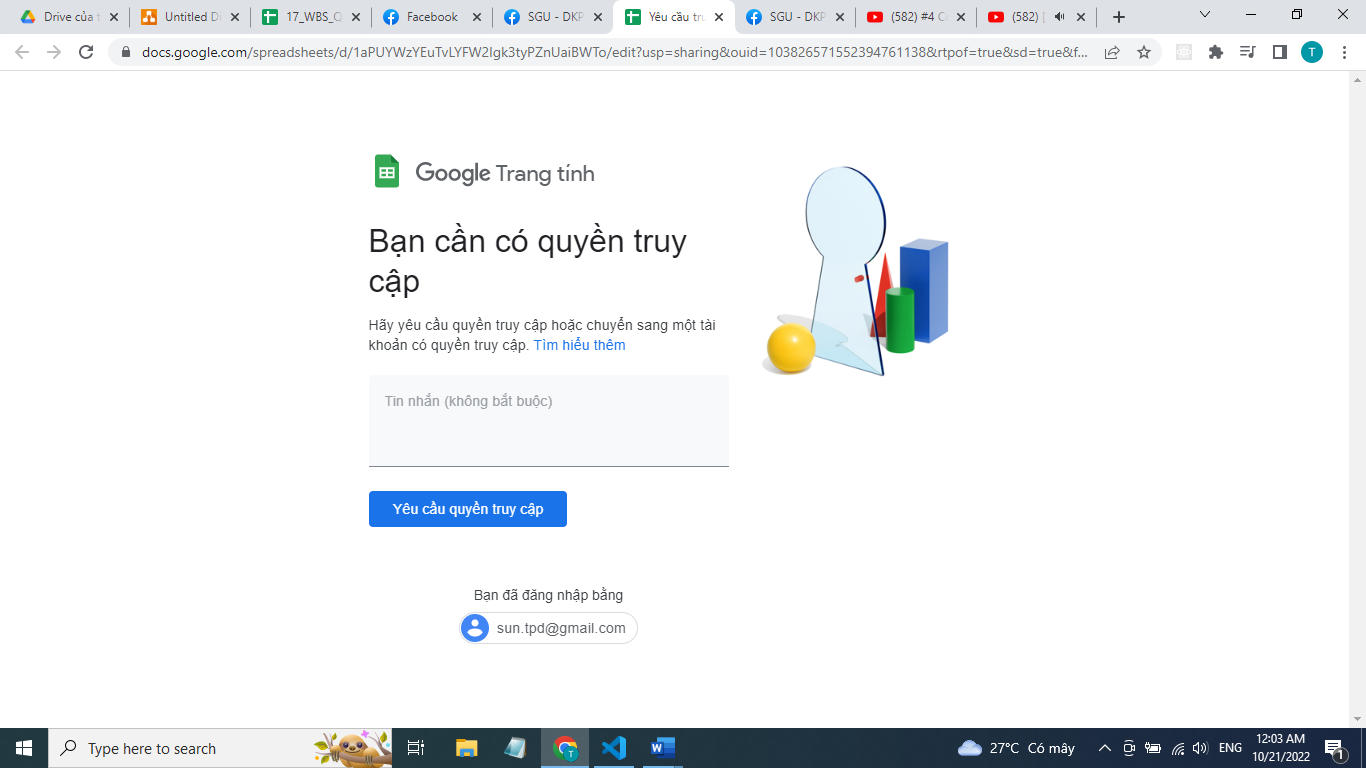 Drive của t
Untitled Di
17_WBS_Q
Facebook
SGU - DKP
Yêu cầu tru
SGU - DKP
(582) #4 C
(582) [
docs.google.com/spreadsheets/d/1aPUYWzYEuTvLYFW2Igk3tyPZnUaiBWTo/edit?usp=sharing&ouid=103826571552394761138&rtpof=true&sd=true&f...
T
Google Trang tính
Bạn cần có quyền truy
cập
Hãy yêu cầu quyền truy cập hoặc chuyển sang một tài
khoản có quyền truy cập. Tìm hiểu thêm
Tin nhắn (không bắt buộc)
Yêu cầu quyền truy cập
Bạn đã đăng nhập bằng
sun.tpd@gmail.com
Type here to search
T
27°C Có mây
ENG
12:03 AM
10/21/2022
1